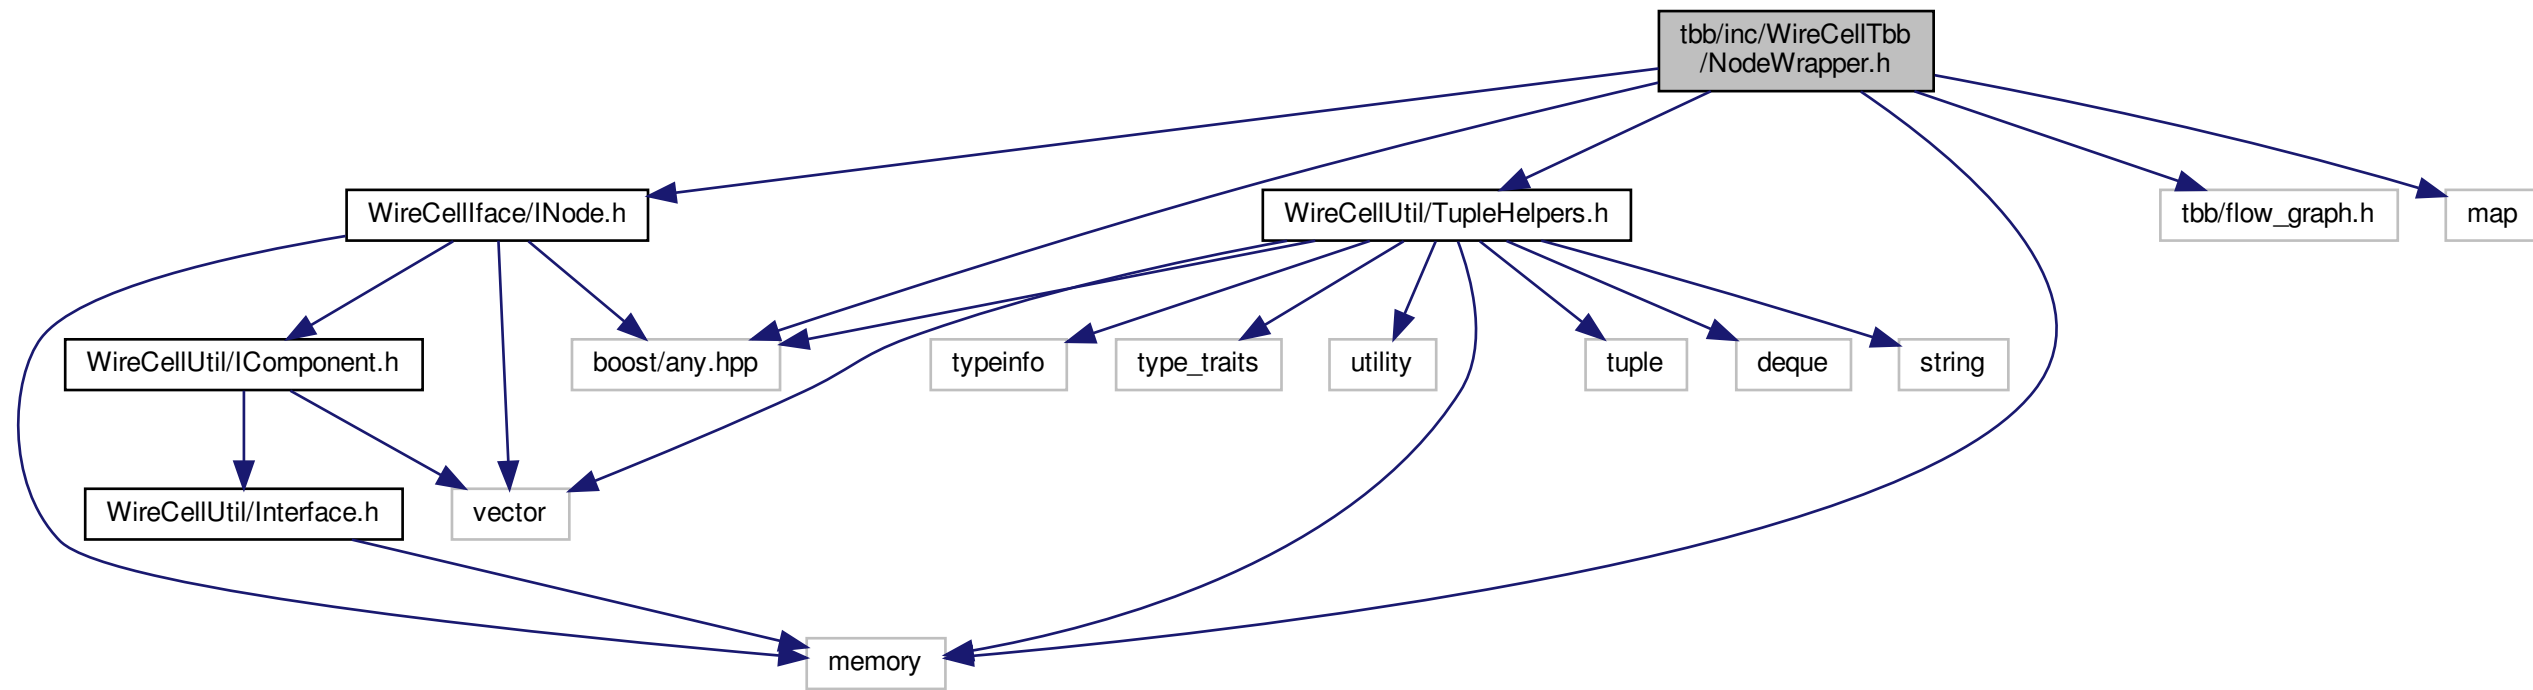 tbb/inc/WireCellTbb
/NodeWrapper.h
WireCellIface/INode.h
WireCellUtil/TupleHelpers.h
tbb/flow_graph.h
map
WireCellUtil/IComponent.h
boost/any.hpp
typeinfo
type_traits
utility
tuple
deque
string
WireCellUtil/Interface.h
vector
memory